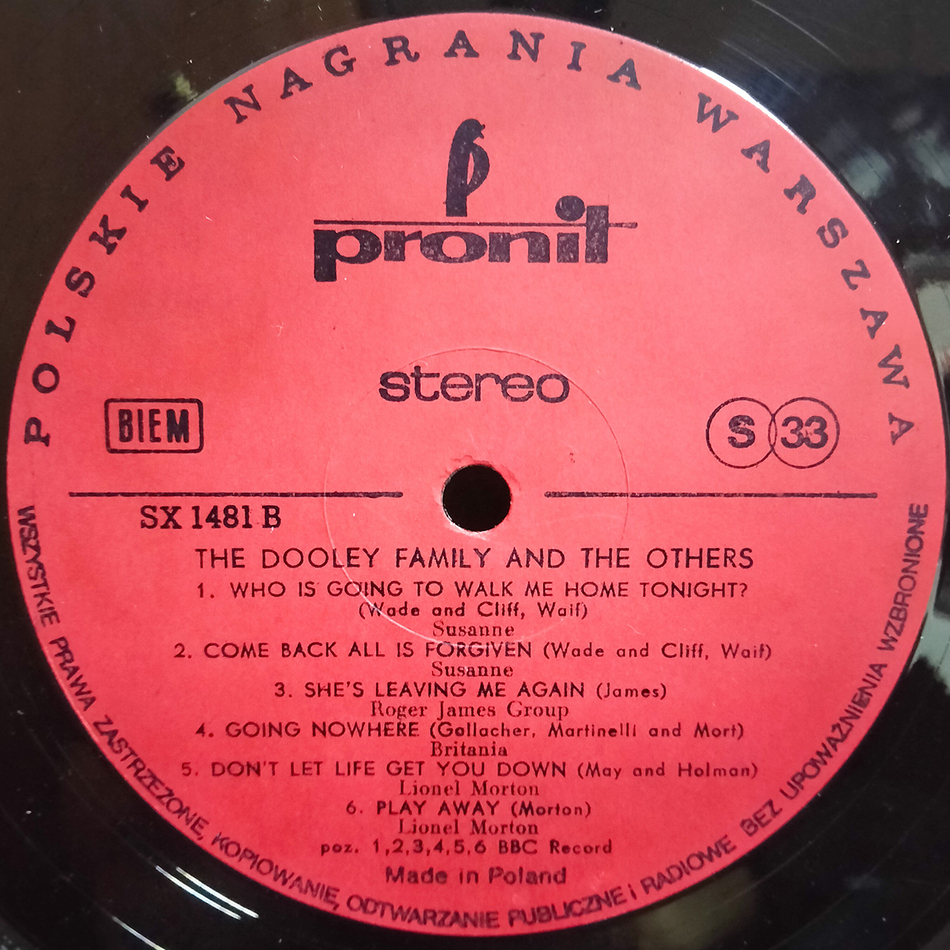 POLSKIE NAGRANIA WARSZAWA
pronit
stereo
BIEM
S 33
SX 1481 B
THE DOOLEY FAMILY AND THE OTHERS
1. WHO IS GOING TO WALK ME HOME TONIGHT?
(Wade and Cliff, Waif)
Susanne
2. COME BACK ALL IS FORGIVEN (Wade and Cliff, Waif)
Susanne
3. SHE'S LEAVING ME AGAIN (James)
Roger James Group
4. GOING NOWHERE (Gallacher, Martinelli and Mort)
Britania
5. DON'T LET LIFE GET YOU DOWN (May and Holman)
Lionel Morton
6. PLAY AWAY (Morton)
Lionel Morton
poz. 1,2,3,4,5,6 BBC Record
Made in Poland
WSZYSTKIE PRAWA ZASTRZEŻONE, KOPIOWANIE, ODTWARZANIE PUBLICZNE i RADIOWE BEZ UPOWAŻNIENIA WZBRONIONE